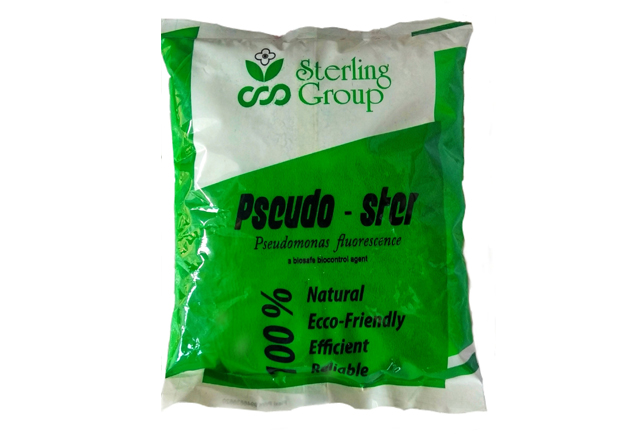 Sterling
Group
Pseudo - ster
Pseudomonas fluorescence
a biosafe biocontrol agent
100%
Natural
Ecco-Friendly
Efficient
Reliable